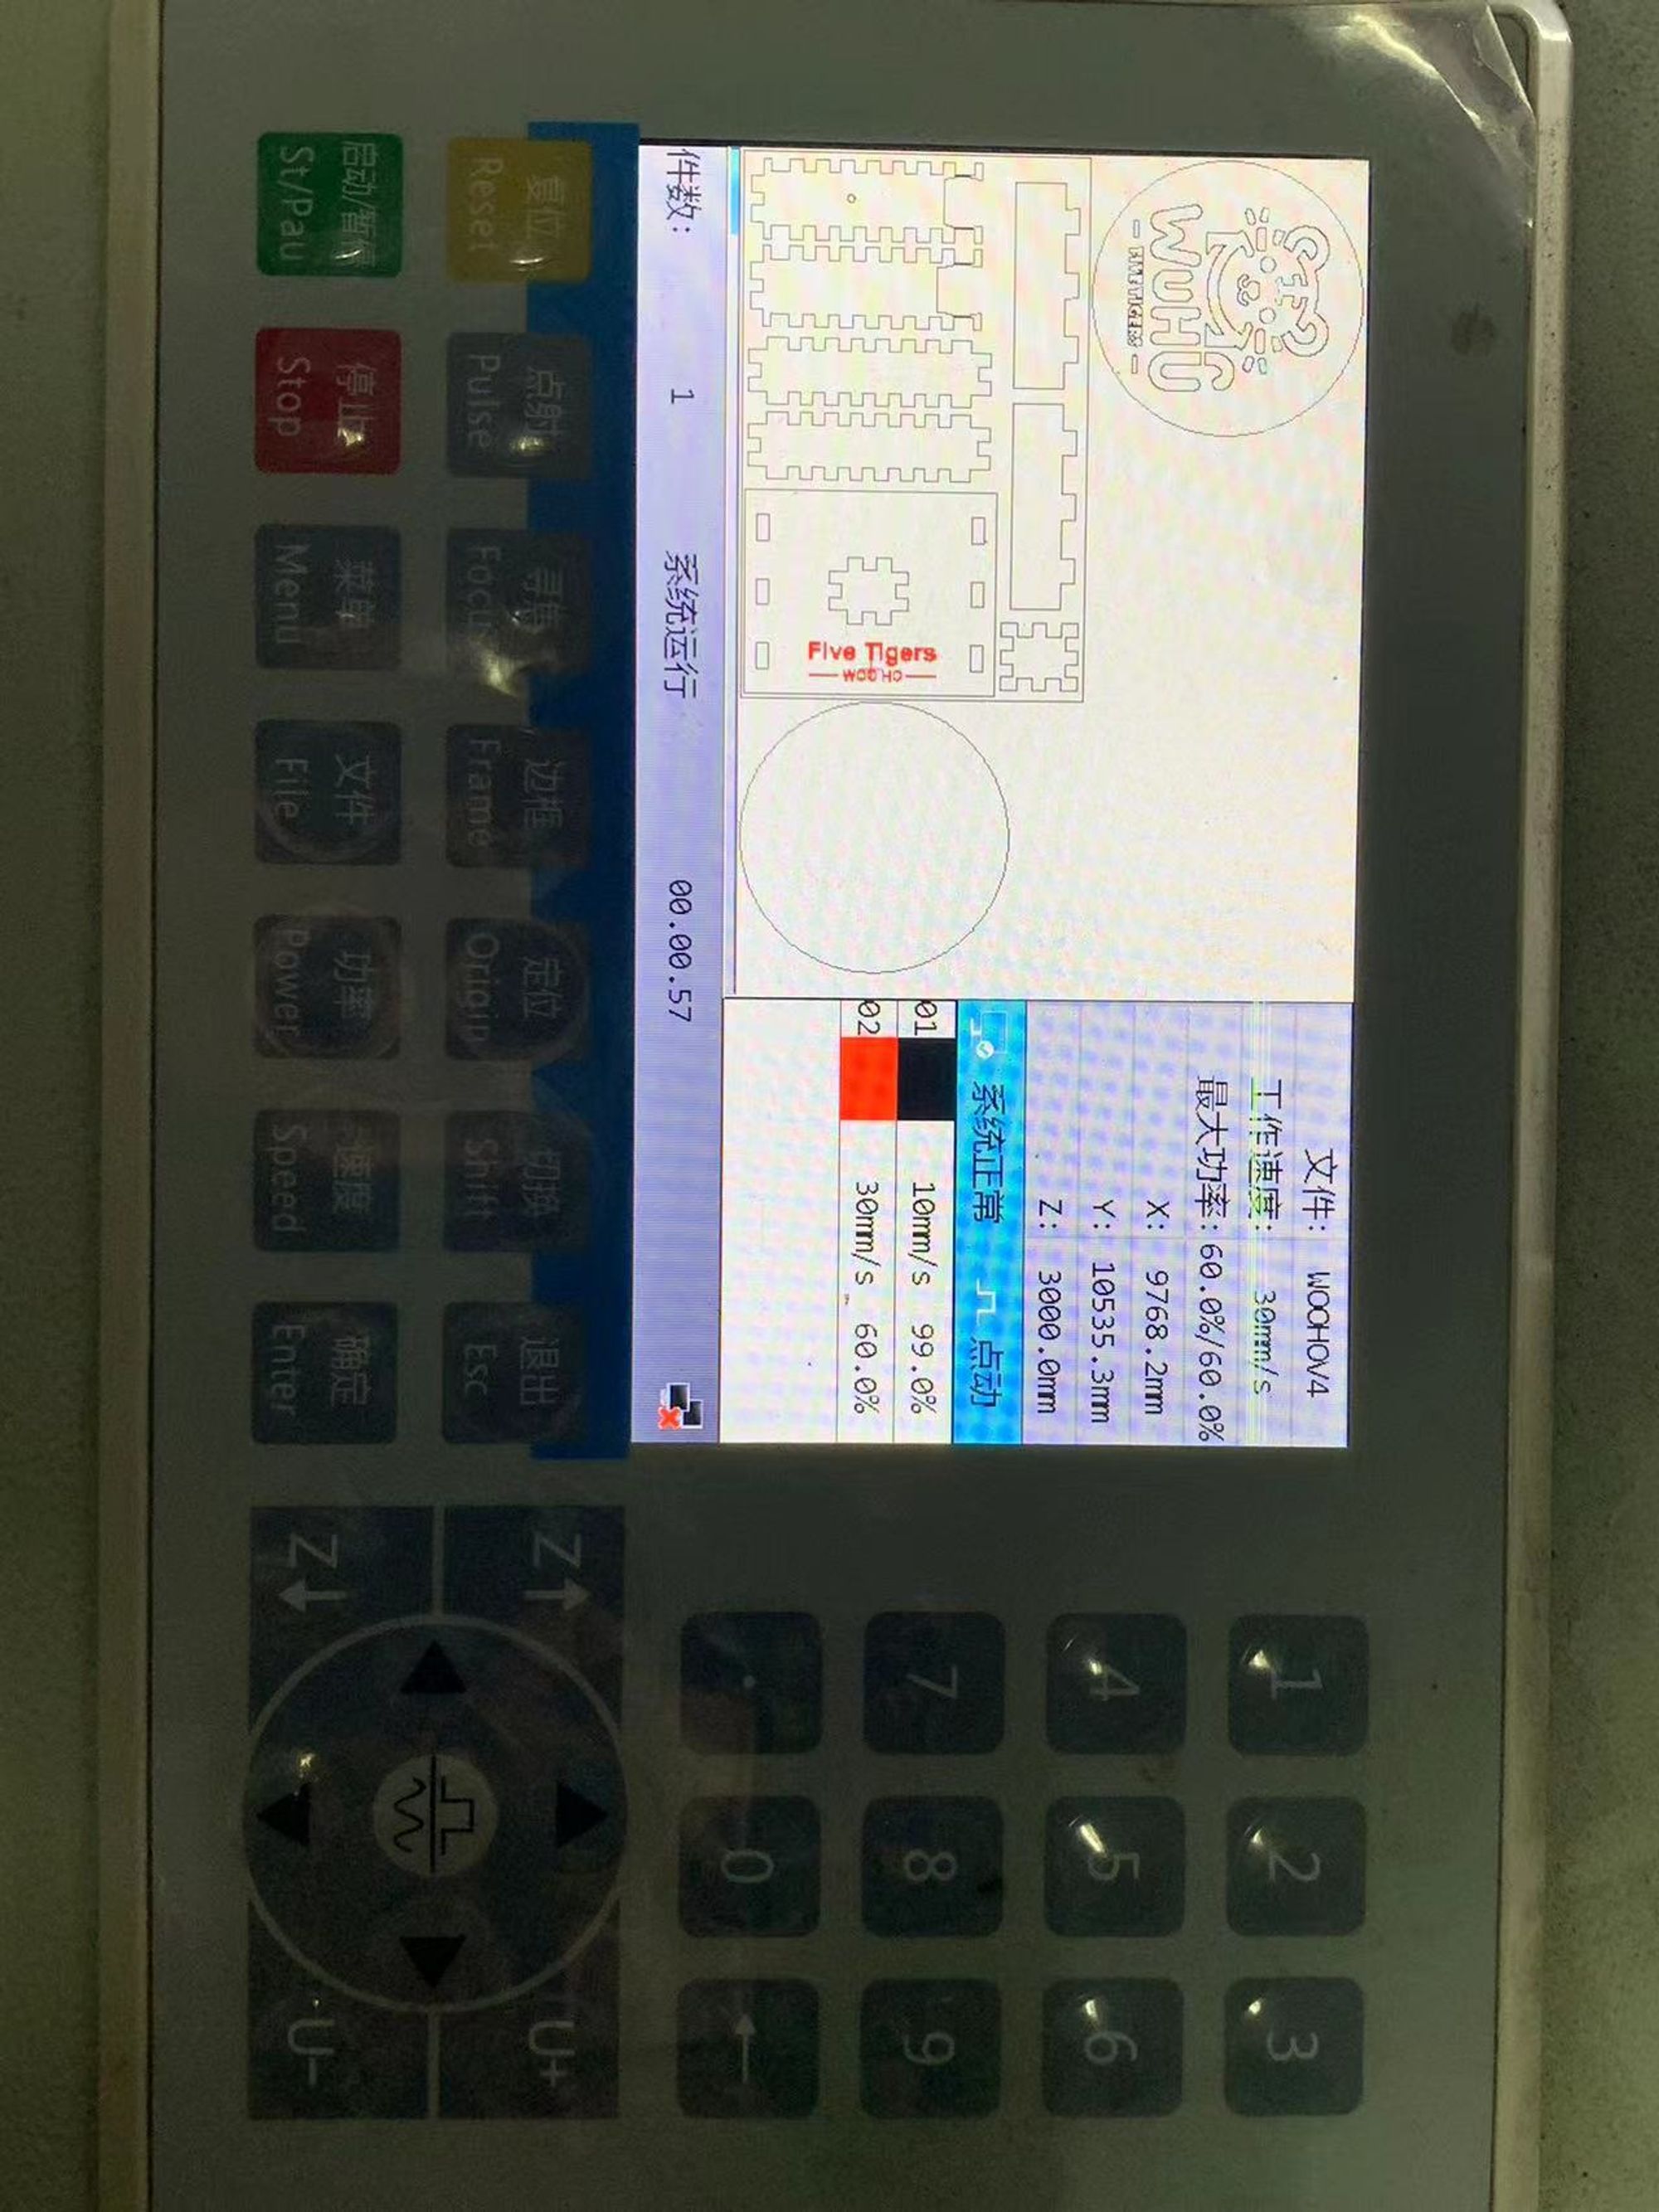 WUHU
Five Tigers
WOO HO
文件: WOOHOV4
工作速度: 30mm/s
最大功率: 60.0%/60.0%
X: 9768.2mm
Y: 10535.3mm
Z: 3000.0mm
系统正常 点动
01 10mm/s 99.0%
02 30mm/s 60.0%
件数: 1 系统运行 00.00.57
复位 点射 寻焦 边框 定位 切换 退出
Reset Pulse Focus Frame Origin Shift Esc
启动/暂停 停止 菜单 文件 功率 速度 确定
St/Pau Stop Menu File Power Speed Enter
1 2 3
4 5 6
7 8 9
. 0 ←
Z↑ U+
Z↓ U-